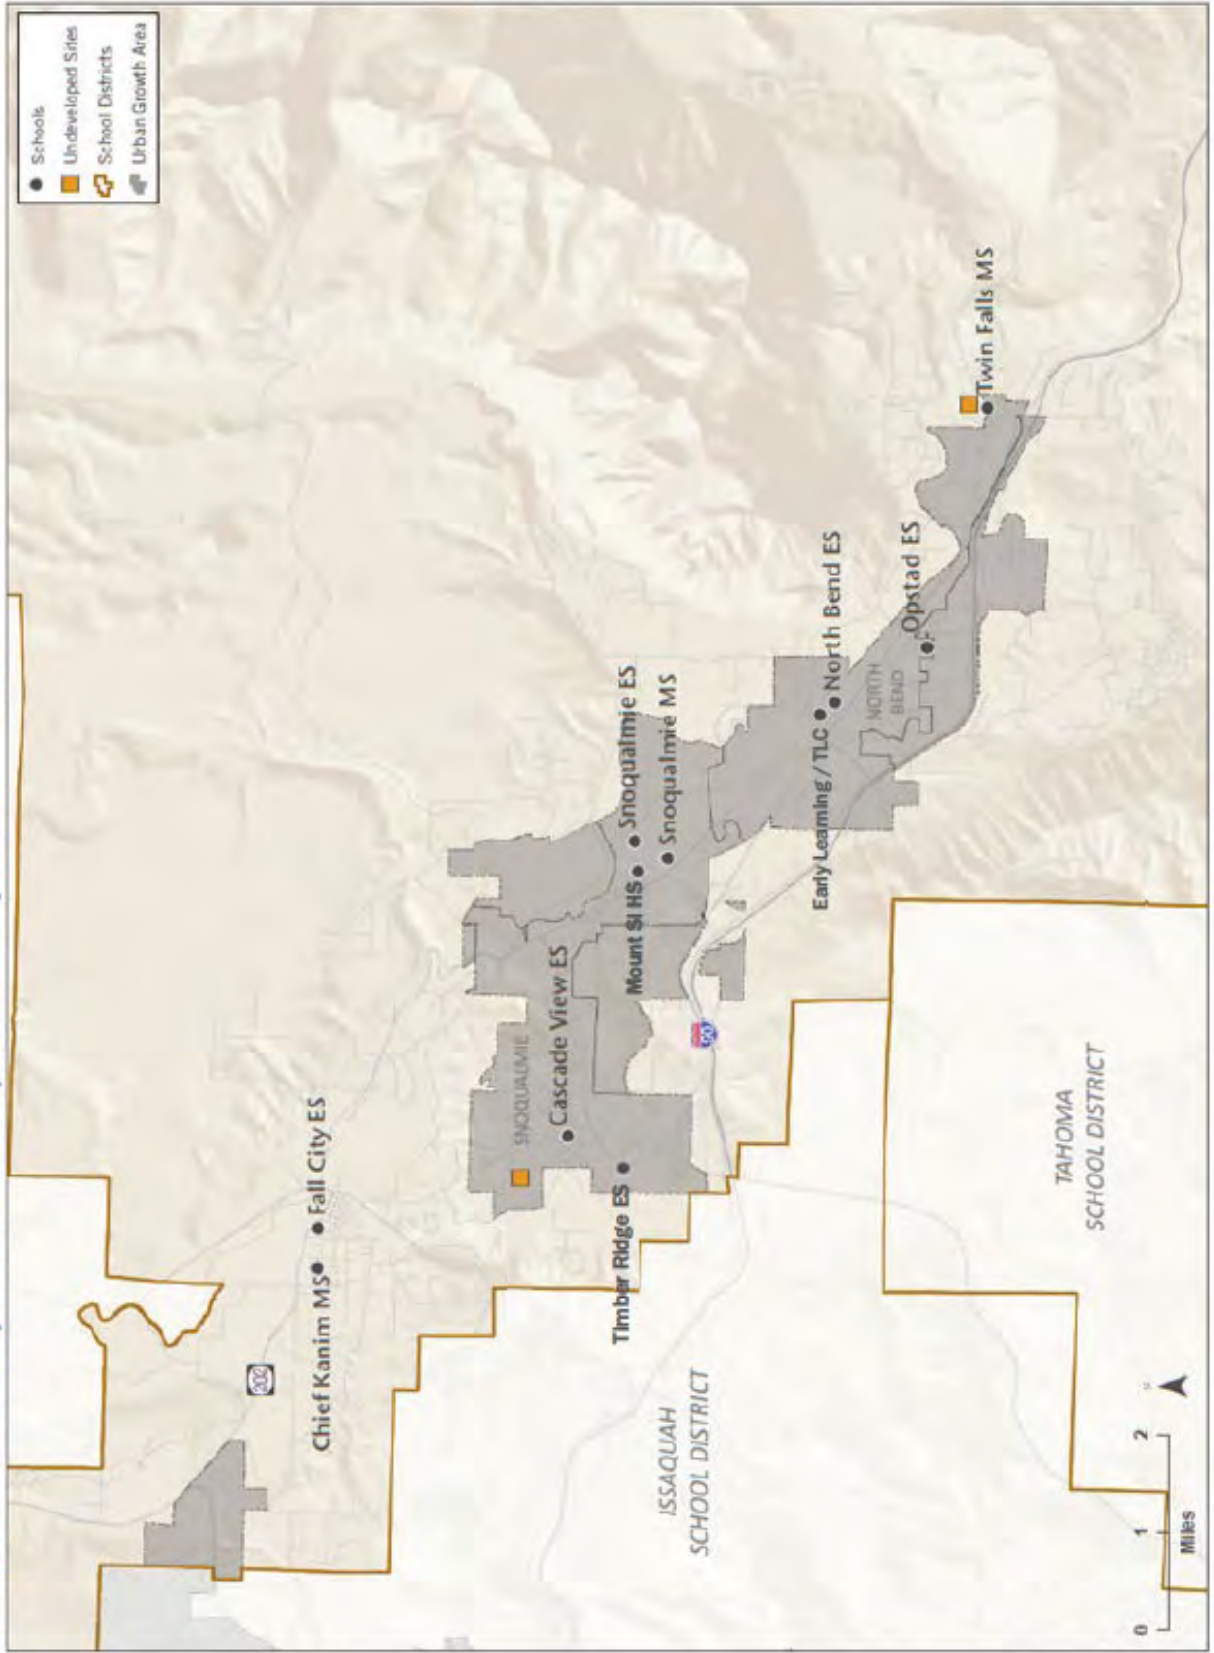 Schools
Undeveloped Sites
School Districts
Urban Growth Area
202
Chief Kanim MS
Fall City ES
SNOQUALMIE
Cascade View ES
Timber Ridge ES
Mount Si HS
Snoqualmie ES
Snoqualmie MS
90
Early Learning / TLC
North Bend ES
NORTH
BEND
Opstad ES
Twin Falls MS
ISSAQUAH
SCHOOL DISTRICT
TAHOMA
SCHOOL DISTRICT
0 1 2
Miles